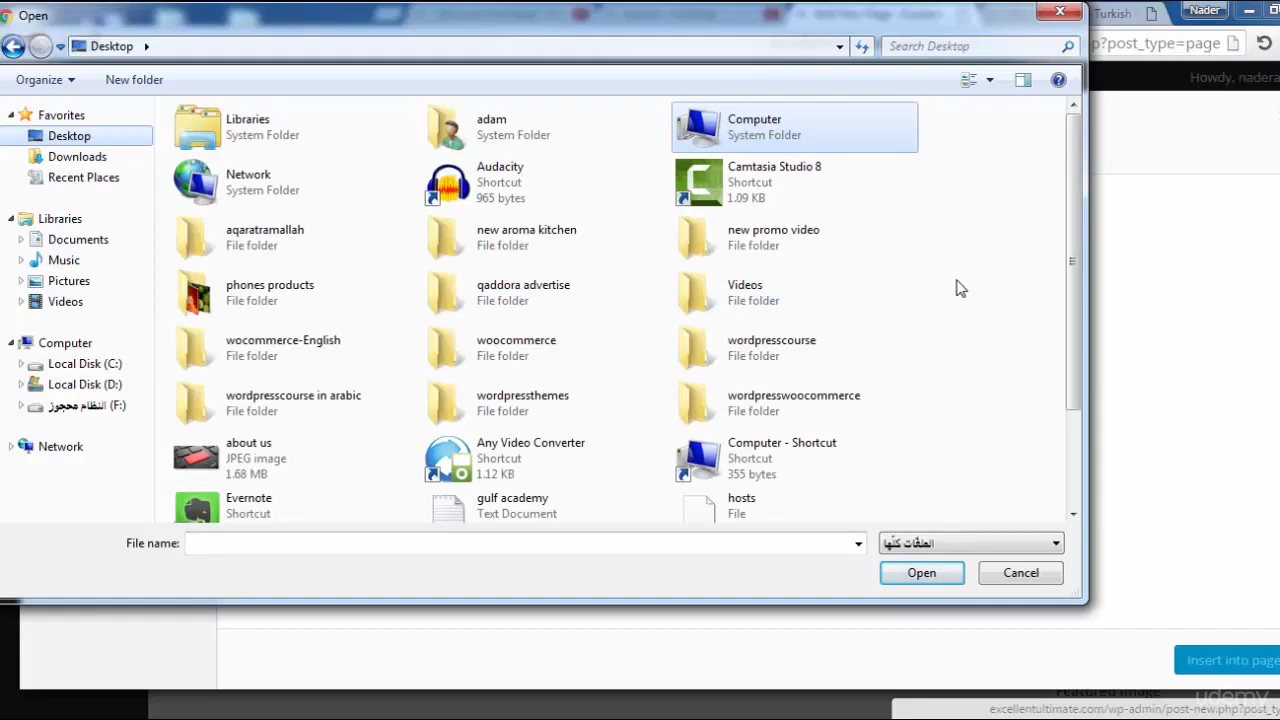 Open
Turkish
Nader
Desktop
Search Desktop
p?post_type=page
Organize
New folder
Howdy, nadera
Favorites
Desktop
Downloads
Recent Places
Libraries
Documents
Music
Pictures
Videos
Computer
Local Disk (C:)
Local Disk (D:)
النظام محجوز (F:)
Network
Libraries
System Folder
adam
System Folder
Computer
System Folder
Network
System Folder
Audacity
Shortcut
965 bytes
Camtasia Studio 8
Shortcut
1.09 KB
aqaratramallah
File folder
new aroma kitchen
File folder
new promo video
File folder
phones products
File folder
qaddora advertise
File folder
Videos
File folder
wocommerce-English
File folder
woocommerce
File folder
wordpresscourse
File folder
wordpresscourse in arabic
File folder
wordpressthemes
File folder
wordpresswoocommerce
File folder
about us
JPEG image
1.68 MB
Any Video Converter
Shortcut
1.12 KB
Computer - Shortcut
Shortcut
355 bytes
Evernote
Shortcut
gulf academy
Text Document
hosts
File
File name:
الملفات كلّها
Open
Cancel
Insert into page
Featured Image
udemy
excellentultimate.com/wp-admin/post-new.php?post_ty